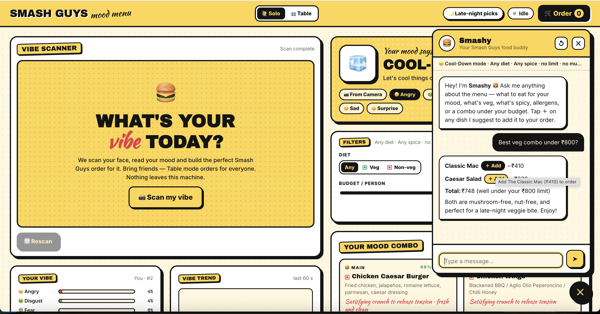 SMASH GUYS mood menu
Solo
Table
Late-night picks
Idle
Order 0
VIBE SCANNER
Scan complete
WHAT'S YOUR
vibe TODAY?
We scan your face, read your mood and build the perfect Smash
Guys order for it. Bring friends — Table mode orders for everyone.
Nothing leaves this machine.
Scan my vibe
Rescan
YOUR VIBE
You · #2
Angry
Disgust
Fear
VIBE TREND
last 60 s
Your mood says
COOL-
Let's cool things
From Camera
Angry
Sad
Surprise
FILTERS
Any diet · Any spice · no
DIET
Any
Veg
Non-veg
BUDGET / PERSON
YOUR MOOD COMBO
MAIN
Chicken Caesar Burger
Fried chicken, jalapeños, romaine lettuce,
parmesan, caesar dressing
Satisfying crunch to release tension · fresh
and clean
Blackened BBQ / Aglio Olio Peperoncino /
Chilli Honey
Satisfying crunch to release tension
Smashy
Your Smash Guys food buddy
Cool-Down mode · Any diet · Any spice · no limit · no mu...
Hey! I'm Smashy Ask me anything
about the menu — what to eat for your
mood, what's veg, what's spicy, allergens,
or a combo under your budget. Tap + on
any dish I suggest to add it to your order.
Best veg combo under ₹800?
Classic Mac + Add –₹410
Caesar Salad
Add The Classic Mac (₹410) to order
Total: ₹748 (well under your ₹800 limit)
Both are mushroom-free, nut-free, and
perfect for a late-night veggie bite. Enjoy!
Type a message...